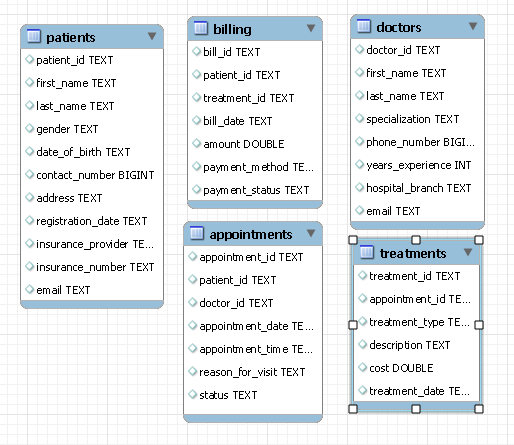 patients
patient_id TEXT
first_name TEXT
last_name TEXT
gender TEXT
date_of_birth TEXT
contact_number BIGINT
address TEXT
registration_date TEXT
insurance_provider TE...
insurance_number TEXT
email TEXT
billing
bill_id TEXT
patient_id TEXT
treatment_id TEXT
bill_date TEXT
amount DOUBLE
payment_method TE...
payment_status TEXT
doctors
doctor_id TEXT
first_name TEXT
last_name TEXT
specialization TEXT
phone_number BIGI...
years_experience INT
hospital_branch TEXT
email TEXT
appointments
appointment_id TEXT
patient_id TEXT
doctor_id TEXT
appointment_date TE...
appointment_time TE...
reason_for_visit TEXT
status TEXT
treatments
treatment_id TEXT
appointment_id TE...
treatment_type TE...
description TEXT
cost DOUBLE
treatment_date TE...